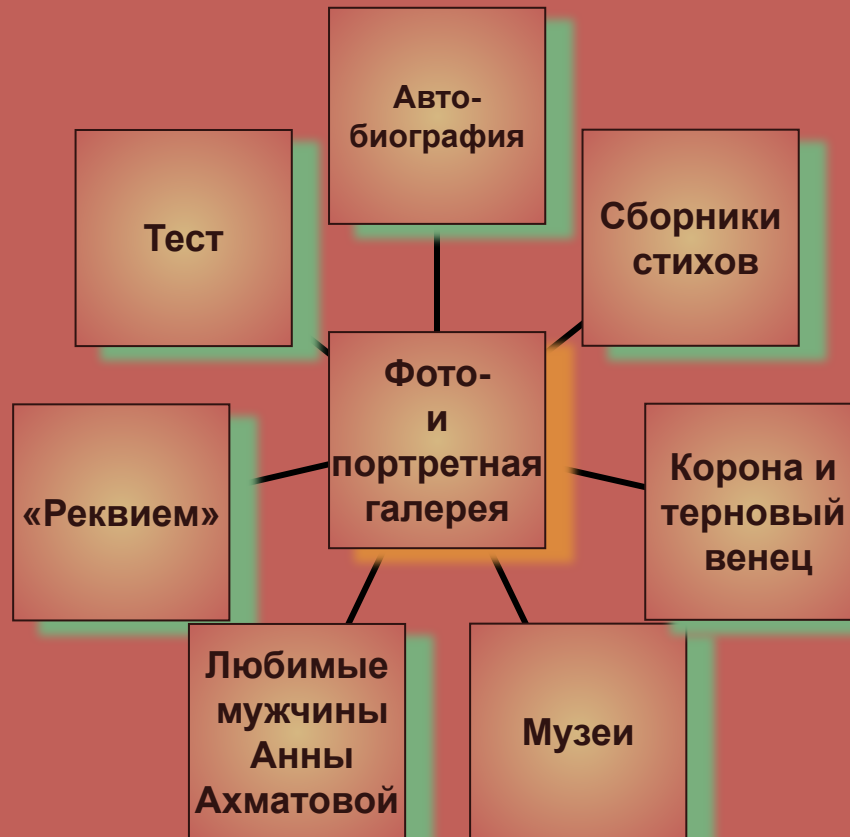 Авто-
биография
Тест
Сборники
стихов
Фото-
и
портретная
галерея
Корона и
терновый
венец
«Реквием»
Любимые
мужчины
Анны
Ахматовой
Музеи